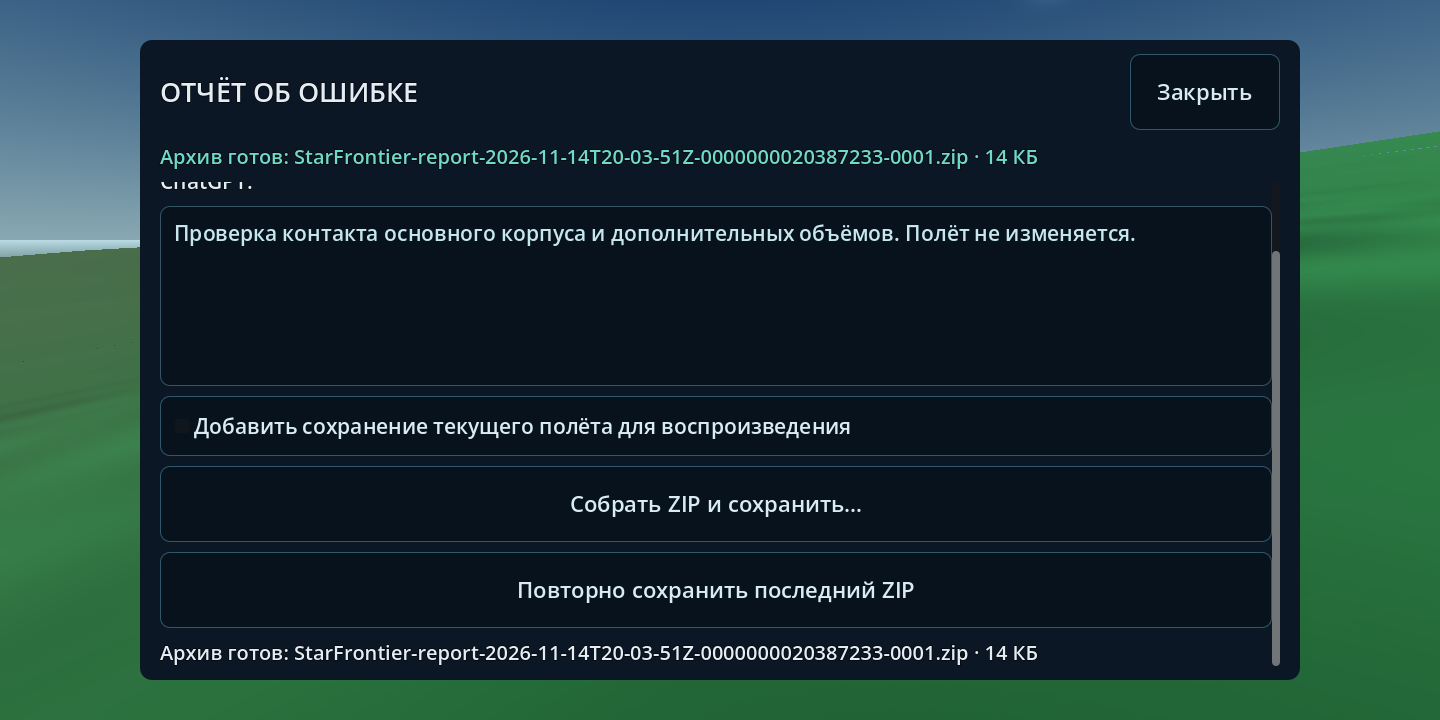 ОТЧЁТ ОБ ОШИБКЕ
Закрыть
Архив готов: StarFrontier-report-2026-11-14T20-03-51Z-0000000020387233-0001.zip · 14 КБ
ChatGPT.
Проверка контакта основного корпуса и дополнительных объёмов. Полёт не изменяется.
Добавить сохранение текущего полёта для воспроизведения
Собрать ZIP и сохранить...
Повторно сохранить последний ZIP
Архив готов: StarFrontier-report-2026-11-14T20-03-51Z-0000000020387233-0001.zip · 14 КБ